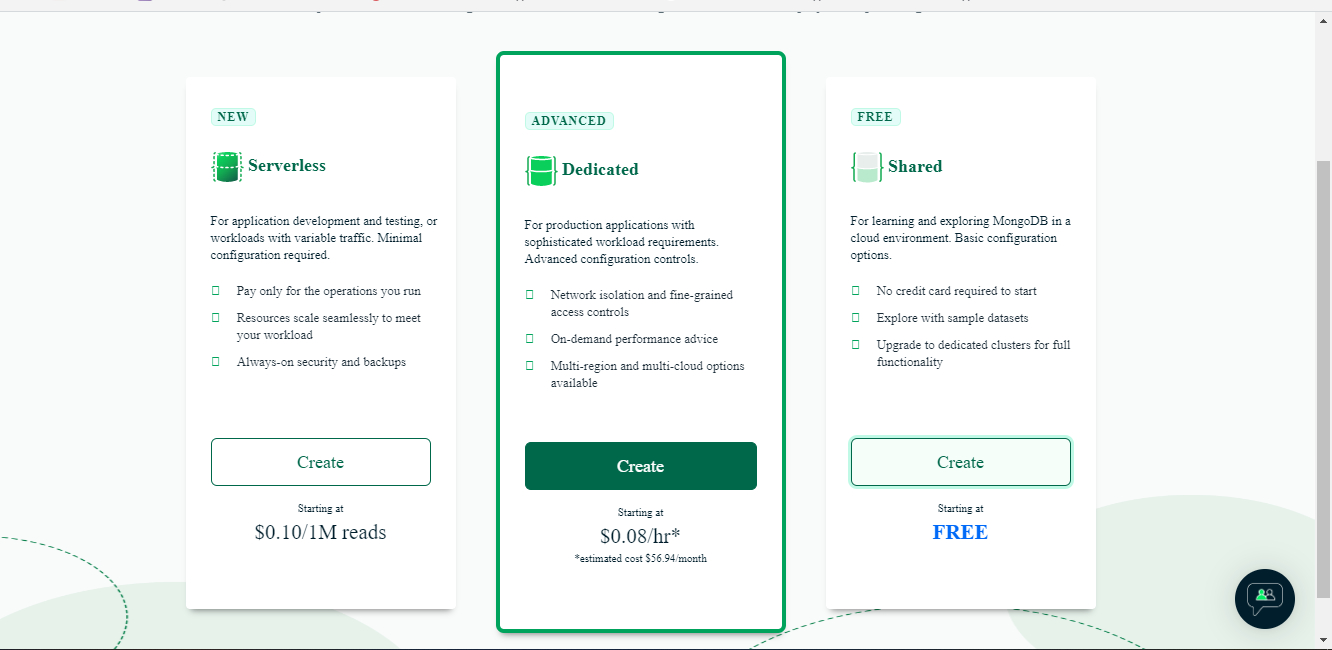 NEW
Serverless
For application development and testing, or
workloads with variable traffic. Minimal
configuration required.
Pay only for the operations you run
Resources scale seamlessly to meet
your workload
Always-on security and backups
Create
Starting at
$0.10/1M reads
ADVANCED
Dedicated
For production applications with
sophisticated workload requirements.
Advanced configuration controls.
Network isolation and fine-grained
access controls
On-demand performance advice
Multi-region and multi-cloud options
available
Create
Starting at
$0.08/hr*
*estimated cost $56.94/month
FREE
Shared
For learning and exploring MongoDB in a
cloud environment. Basic configuration
options.
No credit card required to start
Explore with sample datasets
Upgrade to dedicated clusters for full
functionality
Create
Starting at
FREE